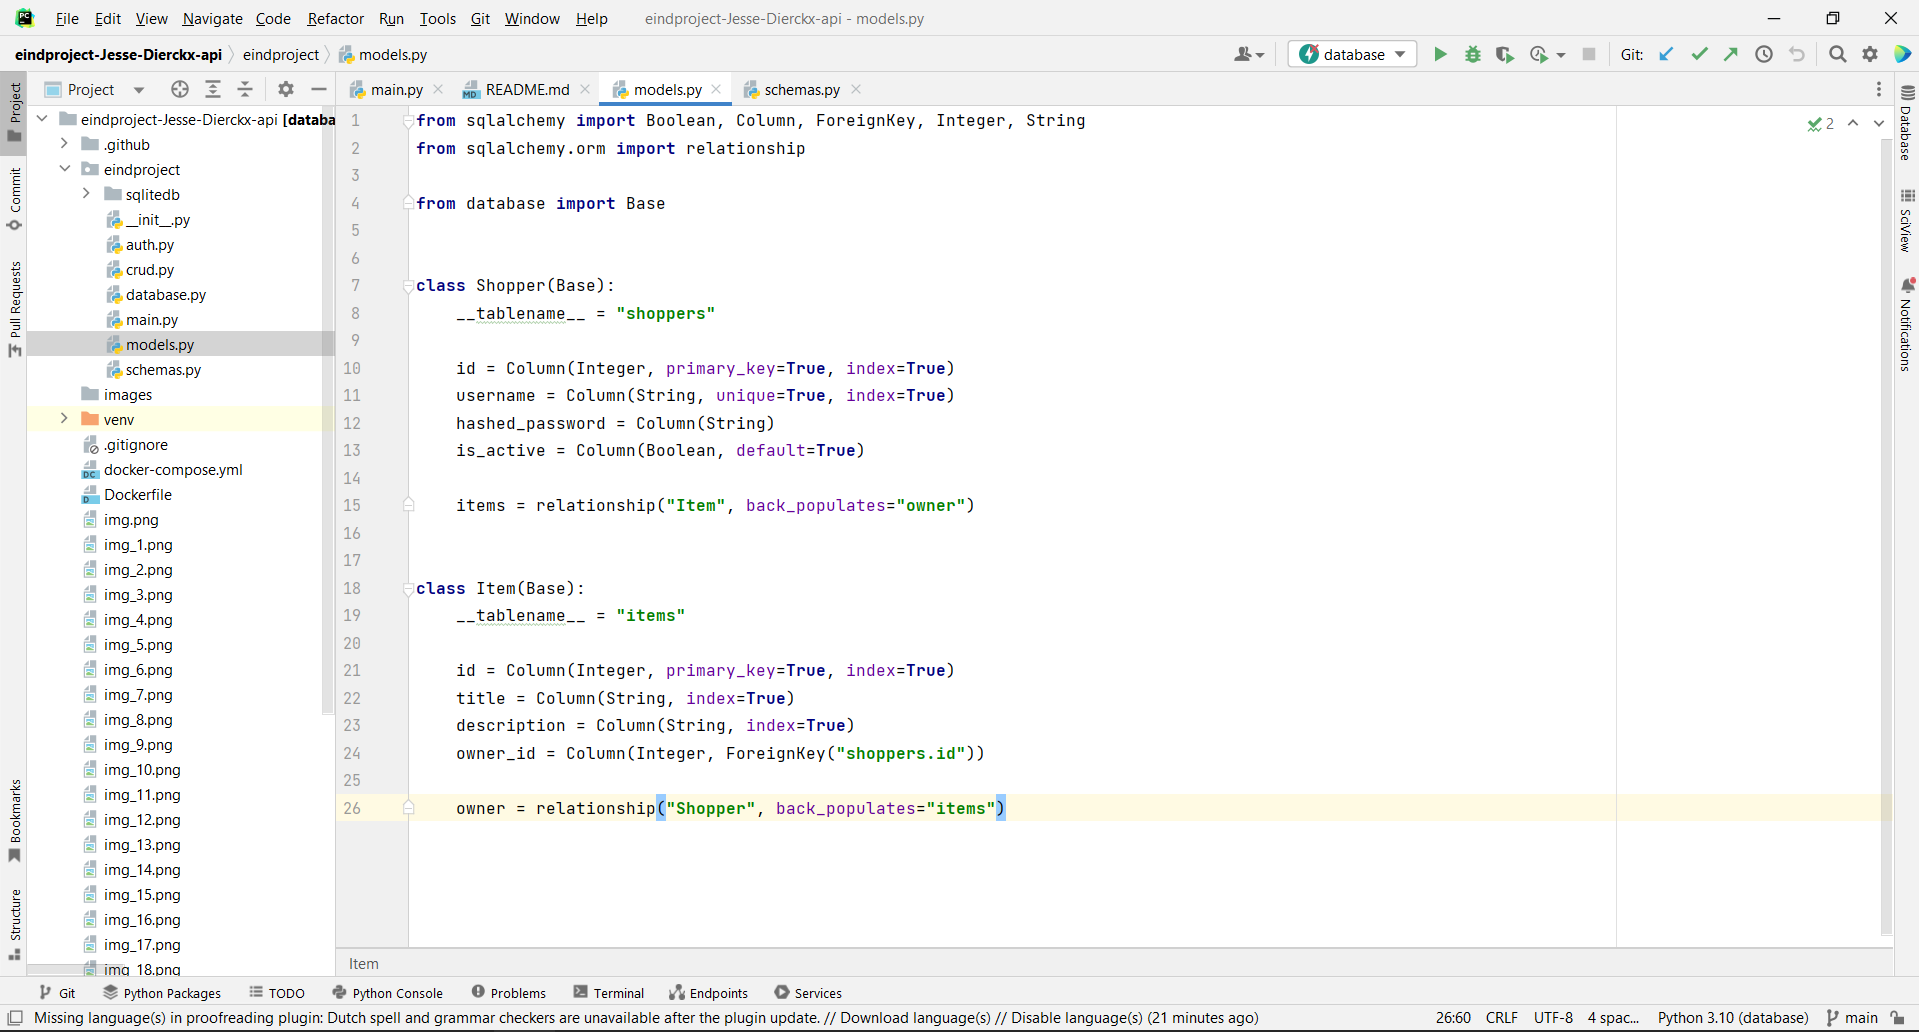 PC File Edit View Navigate Code Refactor Run Tools Git Window Help eindproject-Jesse-Dierckx-api - models.py
eindproject-Jesse-Dierckx-api eindproject models.py database Git:
Project main.py README.md models.py schemas.py
Project
Commit
Pull Requests
Bookmarks
Structure
eindproject-Jesse-Dierckx-api [databa
.github
eindproject
sqlitedb
__init__.py
auth.py
crud.py
database.py
main.py
models.py
schemas.py
images
venv
.gitignore
docker-compose.yml
Dockerfile
img.png
img_1.png
img_2.png
img_3.png
img_4.png
img_5.png
img_6.png
img_7.png
img_8.png
img_9.png
img_10.png
img_11.png
img_12.png
img_13.png
img_14.png
img_15.png
img_16.png
img_17.png
img_18.png
1 from sqlalchemy import Boolean, Column, ForeignKey, Integer, String
2 from sqlalchemy.orm import relationship
3
4 from database import Base
5
6
7 class Shopper(Base):
8 __tablename__ = "shoppers"
9
10 id = Column(Integer, primary_key=True, index=True)
11 username = Column(String, unique=True, index=True)
12 hashed_password = Column(String)
13 is_active = Column(Boolean, default=True)
14
15 items = relationship("Item", back_populates="owner")
16
17
18 class Item(Base):
19 __tablename__ = "items"
20
21 id = Column(Integer, primary_key=True, index=True)
22 title = Column(String, index=True)
23 description = Column(String, index=True)
24 owner_id = Column(Integer, ForeignKey("shoppers.id"))
25
26 owner = relationship("Shopper", back_populates="items")
2
Database
SciView
Notifications
Item
Git Python Packages TODO Python Console Problems Terminal Endpoints Services
Missing language(s) in proofreading plugin: Dutch spell and grammar checkers are unavailable after the plugin update. // Download language(s) // Disable language(s) (21 minutes ago) 26:60 CRLF UTF-8 4 spac... Python 3.10 (database) main